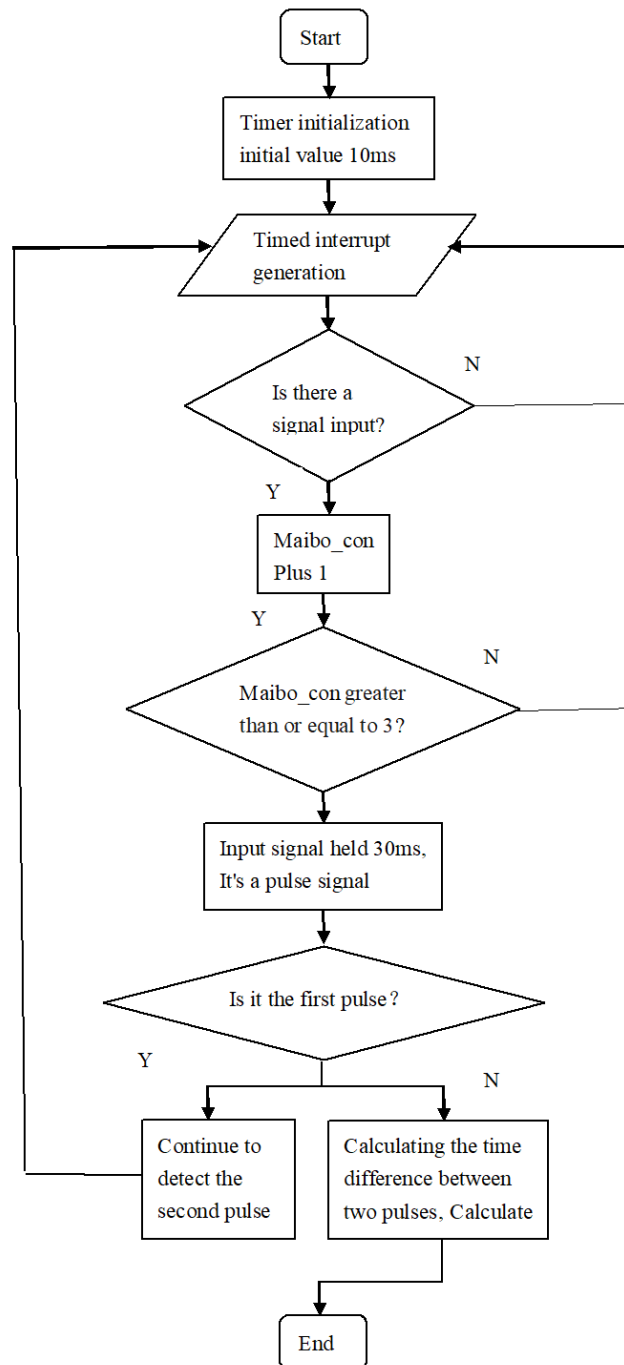 Start
Timer initialization
initial value 10ms
Timed interrupt
generation
N
Is there a
signal input?
Y
Maibo_con
Plus 1
Y
N
Maibo_con greater
than or equal to 3?
Input signal held 30ms,
It's a pulse signal
Is it the first pulse?
Y
N
Continue to
detect the
second pulse
Calculating the time
difference between
two pulses, Calculate
End